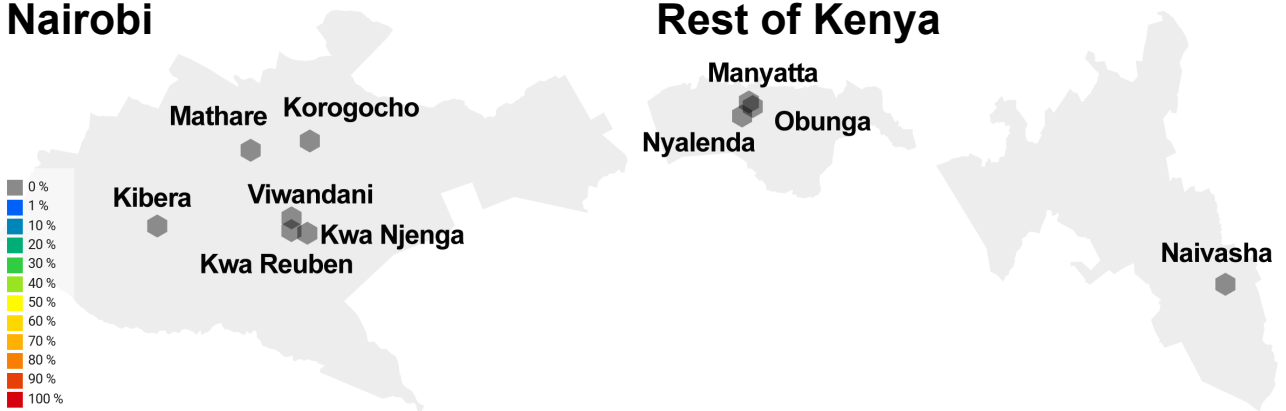 Nairobi
Rest of Kenya
Manyatta
Mathare
Korogocho
Obunga
Nyalenda
Kibera
Viwandani
Kwa Njenga
Kwa Reuben
Naivasha
0 %
1 %
10 %
20 %
30 %
40 %
50 %
60 %
70 %
80 %
90 %
100 %